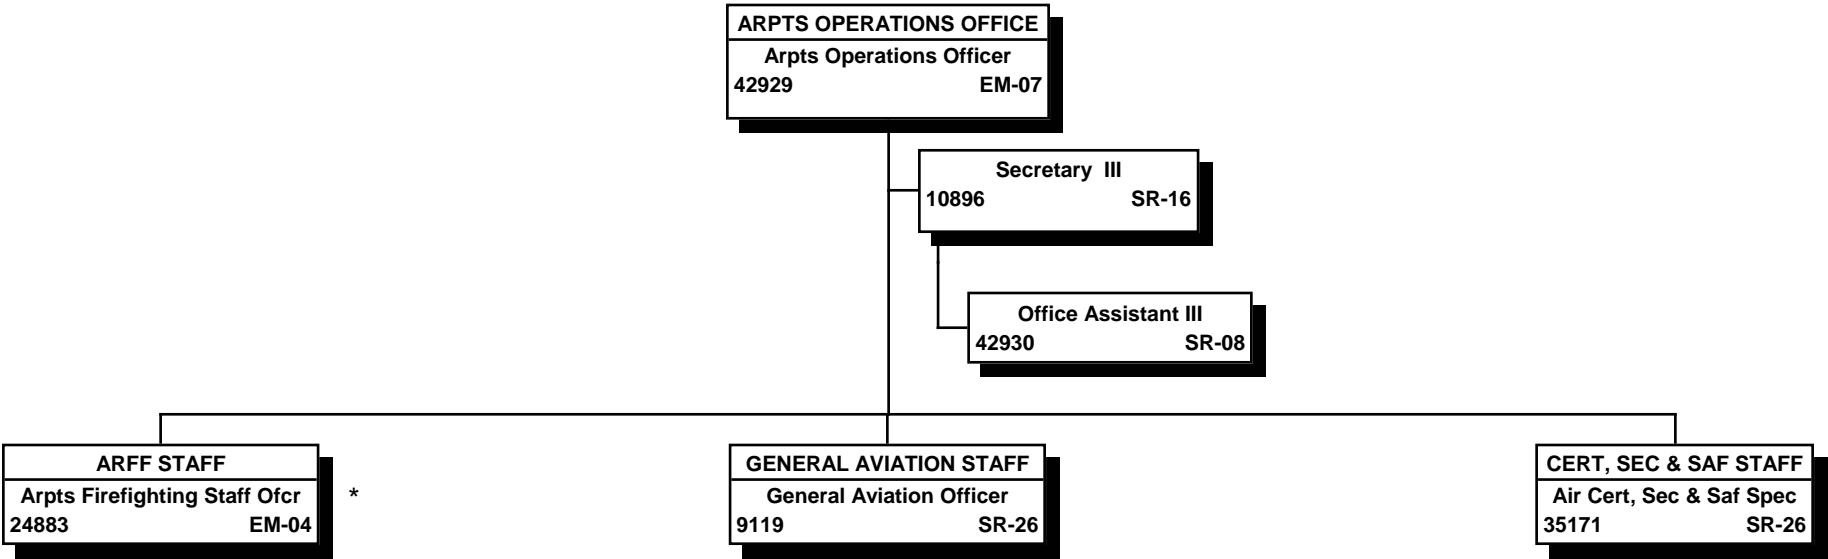 ARPTS OPERATIONS OFFICE
Arpts Operations Officer
42929 EM-07
Secretary III
10896 SR-16
Office Assistant III
42930 SR-08
ARFF STAFF
Arpts Firefighting Staff Ofcr *
24883 EM-04
GENERAL AVIATION STAFF
General Aviation Officer
9119 SR-26
CERT, SEC & SAF STAFF
Air Cert, Sec & Saf Spec
35171 SR-26